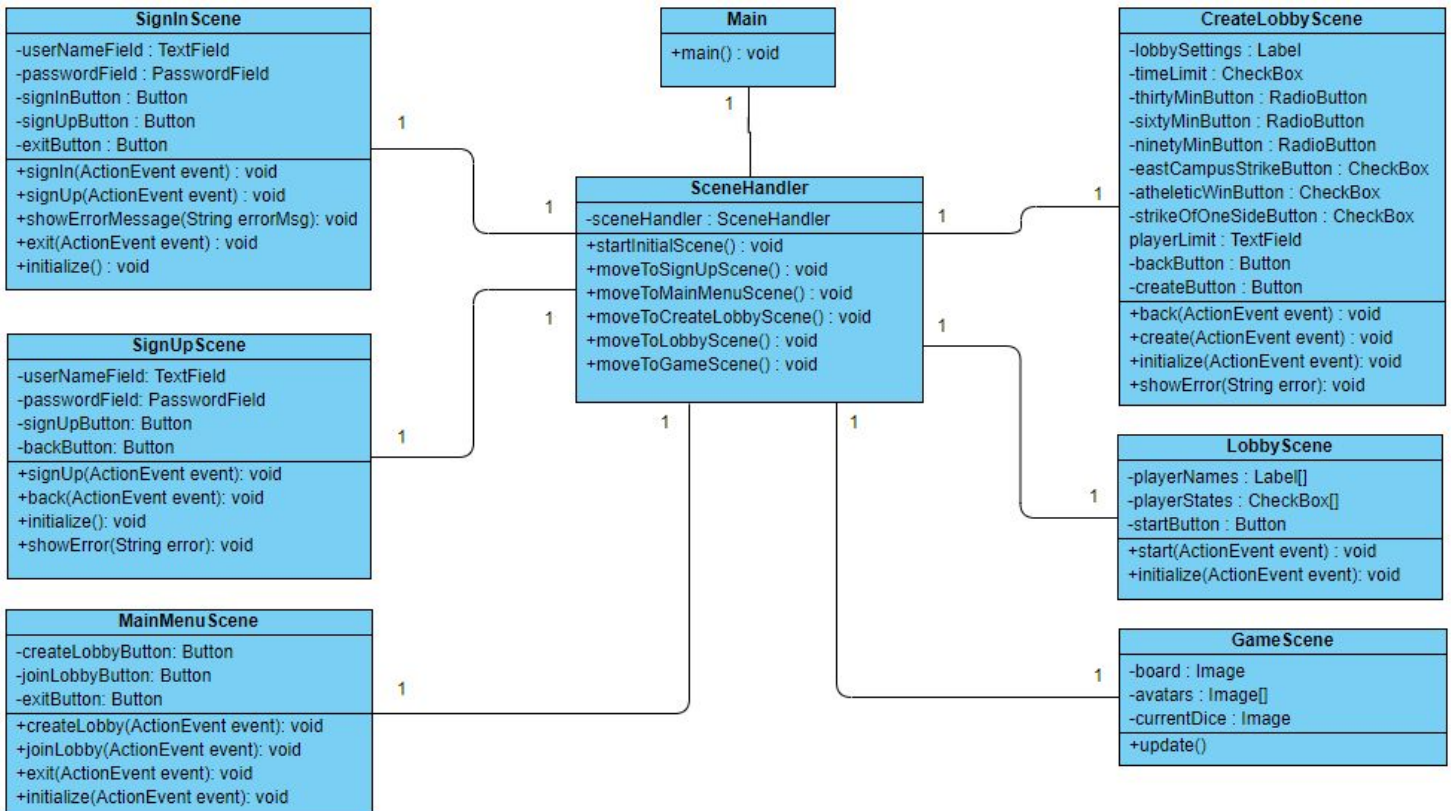 SignInScene
-userNameField : TextField
-passwordField : PasswordField
-signInButton : Button
-signUpButton : Button
-exitButton : Button
+signIn(ActionEvent event) : void
+signUp(ActionEvent event) : void
+showErrorMessage(String errorMsg): void
+exit(ActionEvent event) : void
+initialize() : void
1
1
SignUpScene
-userNameField: TextField
-passwordField: PasswordField
-signUpButton: Button
-backButton: Button
+signUp(ActionEvent event): void
+back(ActionEvent event): void
+initialize(): void
+showError(String error): void
1
1
MainMenuScene
-createLobbyButton: Button
-joinLobbyButton: Button
-exitButton: Button
+createLobby(ActionEvent event): void
+joinLobby(ActionEvent event): void
+exit(ActionEvent event): void
+initialize(ActionEvent event): void
1
1
Main
+main() : void
1
SceneHandler
-sceneHandler : SceneHandler
+startInitialScene() : void
+moveToSignUpScene() : void
+moveToMainMenuScene() : void
+moveToCreateLobbyScene() : void
+moveToLobbyScene() : void
+moveToGameScene() : void
1
1
CreateLobbyScene
-lobbySettings : Label
-timeLimit : CheckBox
-thirtyMinButton : RadioButton
-sixtyMinButton : RadioButton
-ninetyMinButton : RadioButton
-eastCampusStrikeButton : CheckBox
-atheleticWinButton : CheckBox
-strikeOfOneSideButton : CheckBox
playerLimit : TextField
-backButton : Button
-createButton : Button
+back(ActionEvent event) : void
+create(ActionEvent event) : void
+initialize(ActionEvent event): void
+showError(String error): void
1
1
LobbyScene
-playerNames : Label[]
-playerStates : CheckBox[]
-startButton : Button
+start(ActionEvent event) : void
+initialize(ActionEvent event): void
1
1
GameScene
-board : Image
-avatars : Image[]
-currentDice : Image
+update()